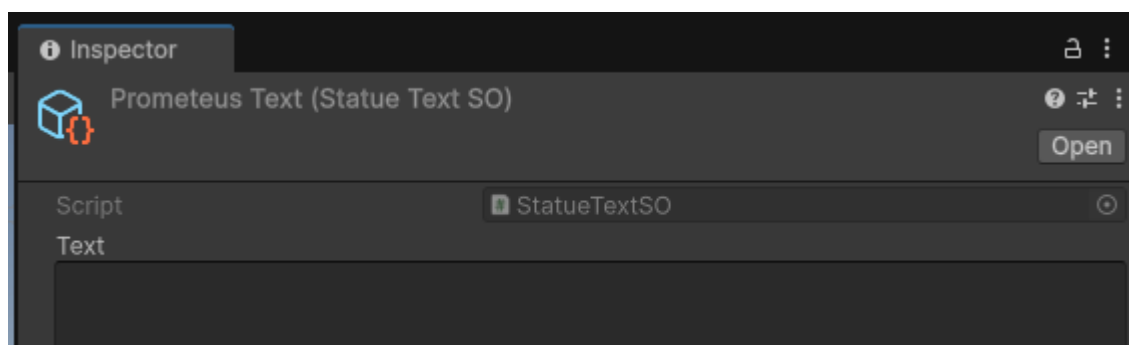 Inspector
Prometeus Text (Statue Text SO)
Open
Script StatueTextSO
Text